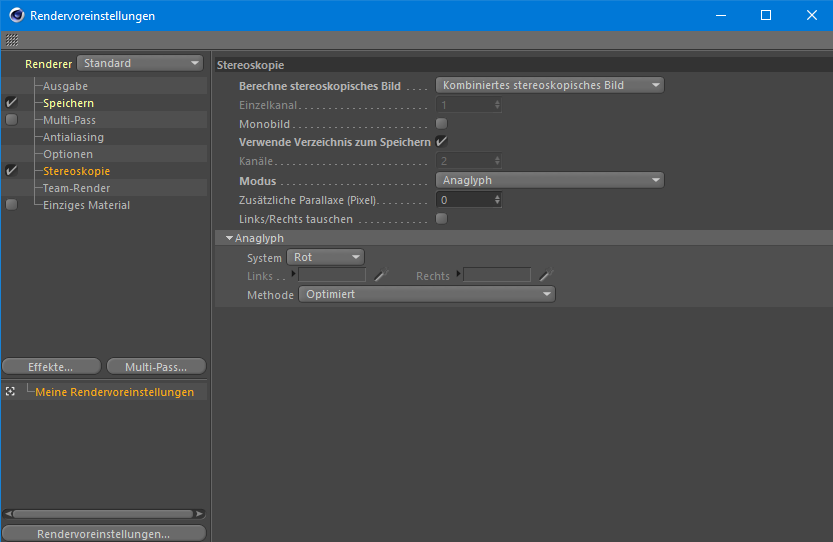 Rendervoreinstellungen
Renderer Standard
Ausgabe
Speichern
Multi-Pass
Antialiasing
Optionen
Stereoskopie
Team-Render
Einziges Material
Effekte...
Multi-Pass...
Meine Rendervoreinstellungen
Rendervoreinstellungen...
Stereoskopie
Berechne stereoskopisches Bild . . . . Kombiniertes stereoskopisches Bild
Einzelkanal . . . . . . . . . . . . . . . . . . . 1
Monobild . . . . . . . . . . . . . . . . . . . .
Verwende Verzeichnis zum Speichern
Kanäle . . . . . . . . . . . . . . . . . . . . . . . 2
Modus . . . . . . . . . . . . . . . . . . . . . . Anaglyph
Zusätzliche Parallaxe (Pixel) . . . . . . . . 0
Links/Rechts tauschen . . . . . . . . . . . .
Anaglyph
System Rot
Links . . Rechts
Methode Optimiert